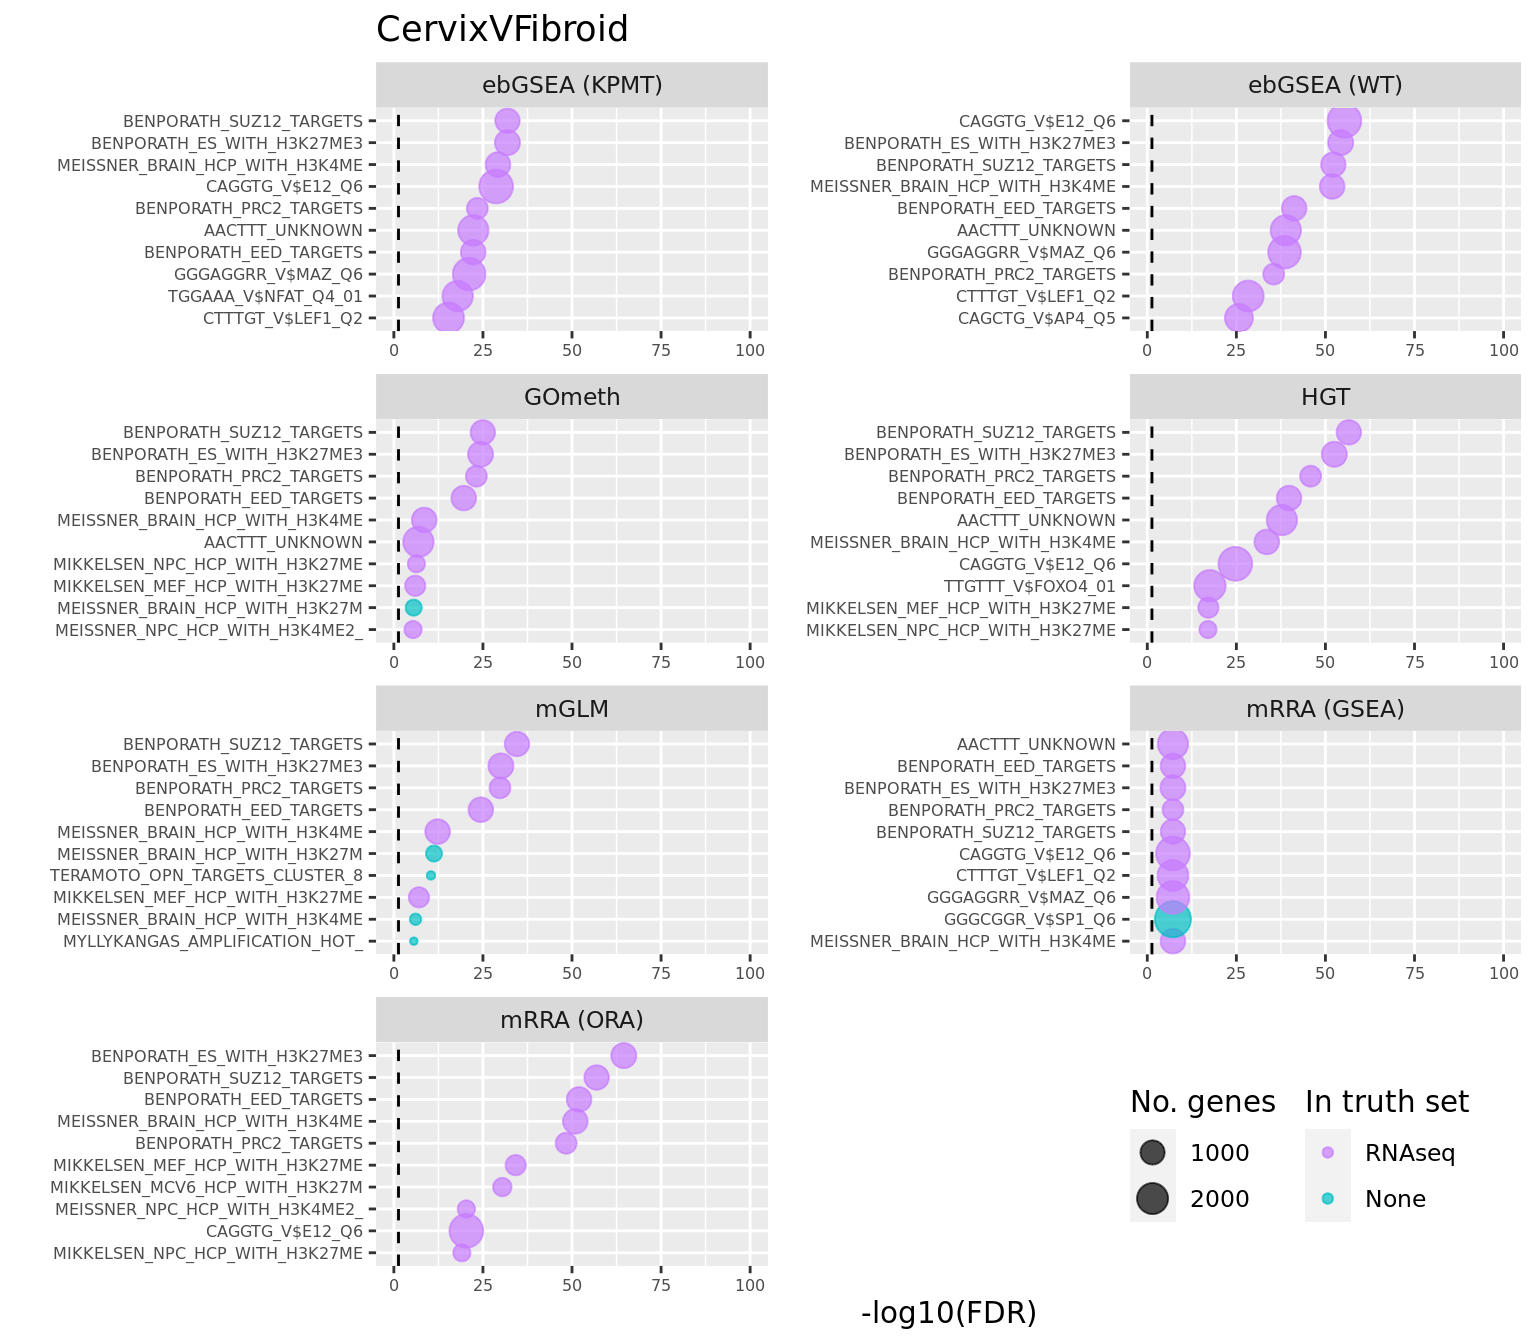 CervixVFibroid
ebGSEA (KPMT)
BENPORATH_SUZ12_TARGETS
BENPORATH_ES_WITH_H3K27ME3
MEISSNER_BRAIN_HCP_WITH_H3K4ME
CAGGTG_V$E12_Q6
BENPORATH_PRC2_TARGETS
AACTTT_UNKNOWN
BENPORATH_EED_TARGETS
GGGAGGRR_V$MAZ_Q6
TGGAAA_V$NFAT_Q4_01
CTTTGT_V$LEF1_Q2
0 25 50 75 100
ebGSEA (WT)
CAGGTG_V$E12_Q6
BENPORATH_ES_WITH_H3K27ME3
BENPORATH_SUZ12_TARGETS
MEISSNER_BRAIN_HCP_WITH_H3K4ME
BENPORATH_EED_TARGETS
AACTTT_UNKNOWN
GGGAGGRR_V$MAZ_Q6
BENPORATH_PRC2_TARGETS
CTTTGT_V$LEF1_Q2
CAGCTG_V$AP4_Q5
0 25 50 75 100
GOmeth
BENPORATH_SUZ12_TARGETS
BENPORATH_ES_WITH_H3K27ME3
BENPORATH_PRC2_TARGETS
BENPORATH_EED_TARGETS
MEISSNER_BRAIN_HCP_WITH_H3K4ME
AACTTT_UNKNOWN
MIKKELSEN_NPC_HCP_WITH_H3K27ME
MIKKELSEN_MEF_HCP_WITH_H3K27ME
MEISSNER_BRAIN_HCP_WITH_H3K27M
MEISSNER_NPC_HCP_WITH_H3K4ME2_
0 25 50 75 100
HGT
BENPORATH_SUZ12_TARGETS
BENPORATH_ES_WITH_H3K27ME3
BENPORATH_PRC2_TARGETS
BENPORATH_EED_TARGETS
AACTTT_UNKNOWN
MEISSNER_BRAIN_HCP_WITH_H3K4ME
CAGGTG_V$E12_Q6
TTGTTT_V$FOXO4_01
MIKKELSEN_MEF_HCP_WITH_H3K27ME
MIKKELSEN_NPC_HCP_WITH_H3K27ME
0 25 50 75 100
mGLM
BENPORATH_SUZ12_TARGETS
BENPORATH_ES_WITH_H3K27ME3
BENPORATH_PRC2_TARGETS
BENPORATH_EED_TARGETS
MEISSNER_BRAIN_HCP_WITH_H3K4ME
MEISSNER_BRAIN_HCP_WITH_H3K27M
TERAMOTO_OPN_TARGETS_CLUSTER_8
MIKKELSEN_MEF_HCP_WITH_H3K27ME
MEISSNER_BRAIN_HCP_WITH_H3K4ME
MYLLYKANGAS_AMPLIFICATION_HOT_
0 25 50 75 100
mRRA (GSEA)
AACTTT_UNKNOWN
BENPORATH_EED_TARGETS
BENPORATH_ES_WITH_H3K27ME3
BENPORATH_PRC2_TARGETS
BENPORATH_SUZ12_TARGETS
CAGGTG_V$E12_Q6
CTTTGT_V$LEF1_Q2
GGGAGGRR_V$MAZ_Q6
GGGCGGR_V$SP1_Q6
MEISSNER_BRAIN_HCP_WITH_H3K4ME
0 25 50 75 100
mRRA (ORA)
BENPORATH_ES_WITH_H3K27ME3
BENPORATH_SUZ12_TARGETS
BENPORATH_EED_TARGETS
MEISSNER_BRAIN_HCP_WITH_H3K4ME
BENPORATH_PRC2_TARGETS
MIKKELSEN_MEF_HCP_WITH_H3K27ME
MIKKELSEN_MCV6_HCP_WITH_H3K27M
MEISSNER_NPC_HCP_WITH_H3K4ME2_
CAGGTG_V$E12_Q6
MIKKELSEN_NPC_HCP_WITH_H3K27ME
0 25 50 75 100
No. genes
1000
2000
In truth set
RNAseq
None
-log10(FDR)